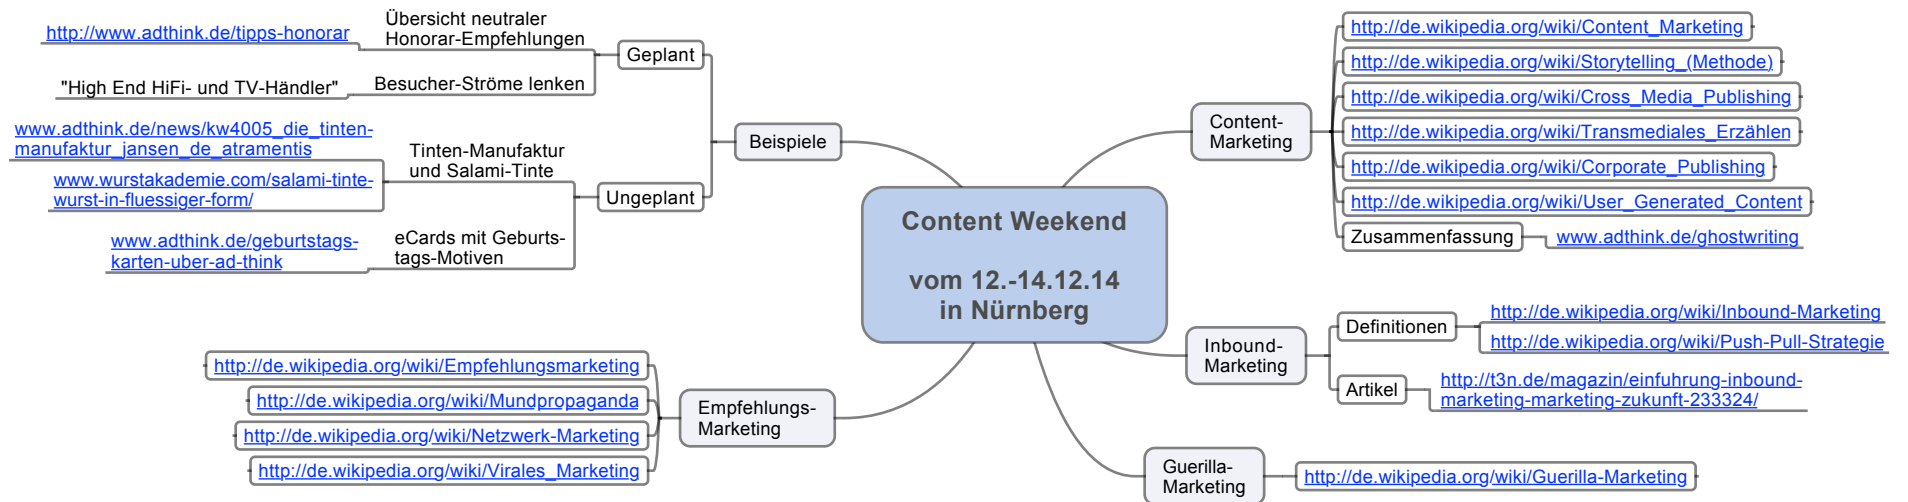 Content Weekend
vom 12.-14.12.14
in Nürnberg
Content-
Marketing
http://de.wikipedia.org/wiki/Content_Marketing
http://de.wikipedia.org/wiki/Storytelling_(Methode)
http://de.wikipedia.org/wiki/Cross_Media_Publishing
http://de.wikipedia.org/wiki/Transmediales_Erzählen
http://de.wikipedia.org/wiki/Corporate_Publishing
http://de.wikipedia.org/wiki/User_Generated_Content
Zusammenfassung
www.adthink.de/ghostwriting
Inbound-
Marketing
Definitionen
http://de.wikipedia.org/wiki/Inbound-Marketing
http://de.wikipedia.org/wiki/Push-Pull-Strategie
Artikel
http://t3n.de/magazin/einfuhrung-inbound-
marketing-marketing-zukunft-233324/
Guerilla-
Marketing
http://de.wikipedia.org/wiki/Guerilla-Marketing
Empfehlungs-
Marketing
http://de.wikipedia.org/wiki/Empfehlungsmarketing
http://de.wikipedia.org/wiki/Mundpropaganda
http://de.wikipedia.org/wiki/Netzwerk-Marketing
http://de.wikipedia.org/wiki/Virales_Marketing
Beispiele
Geplant
Übersicht neutraler
Honorar-Empfehlungen
http://www.adthink.de/tipps-honorar
Besucher-Ströme lenken
"High End HiFi- und TV-Händler"
Ungeplant
Tinten-Manufaktur
und Salami-Tinte
www.adthink.de/news/kw4005_die_tinten-
manufaktur_jansen_de_atramentis
www.wurstakademie.com/salami-tinte-
wurst-in-fluessiger-form/
eCards mit Geburts-
tags-Motiven
www.adthink.de/geburtstags-
karten-uber-ad-think